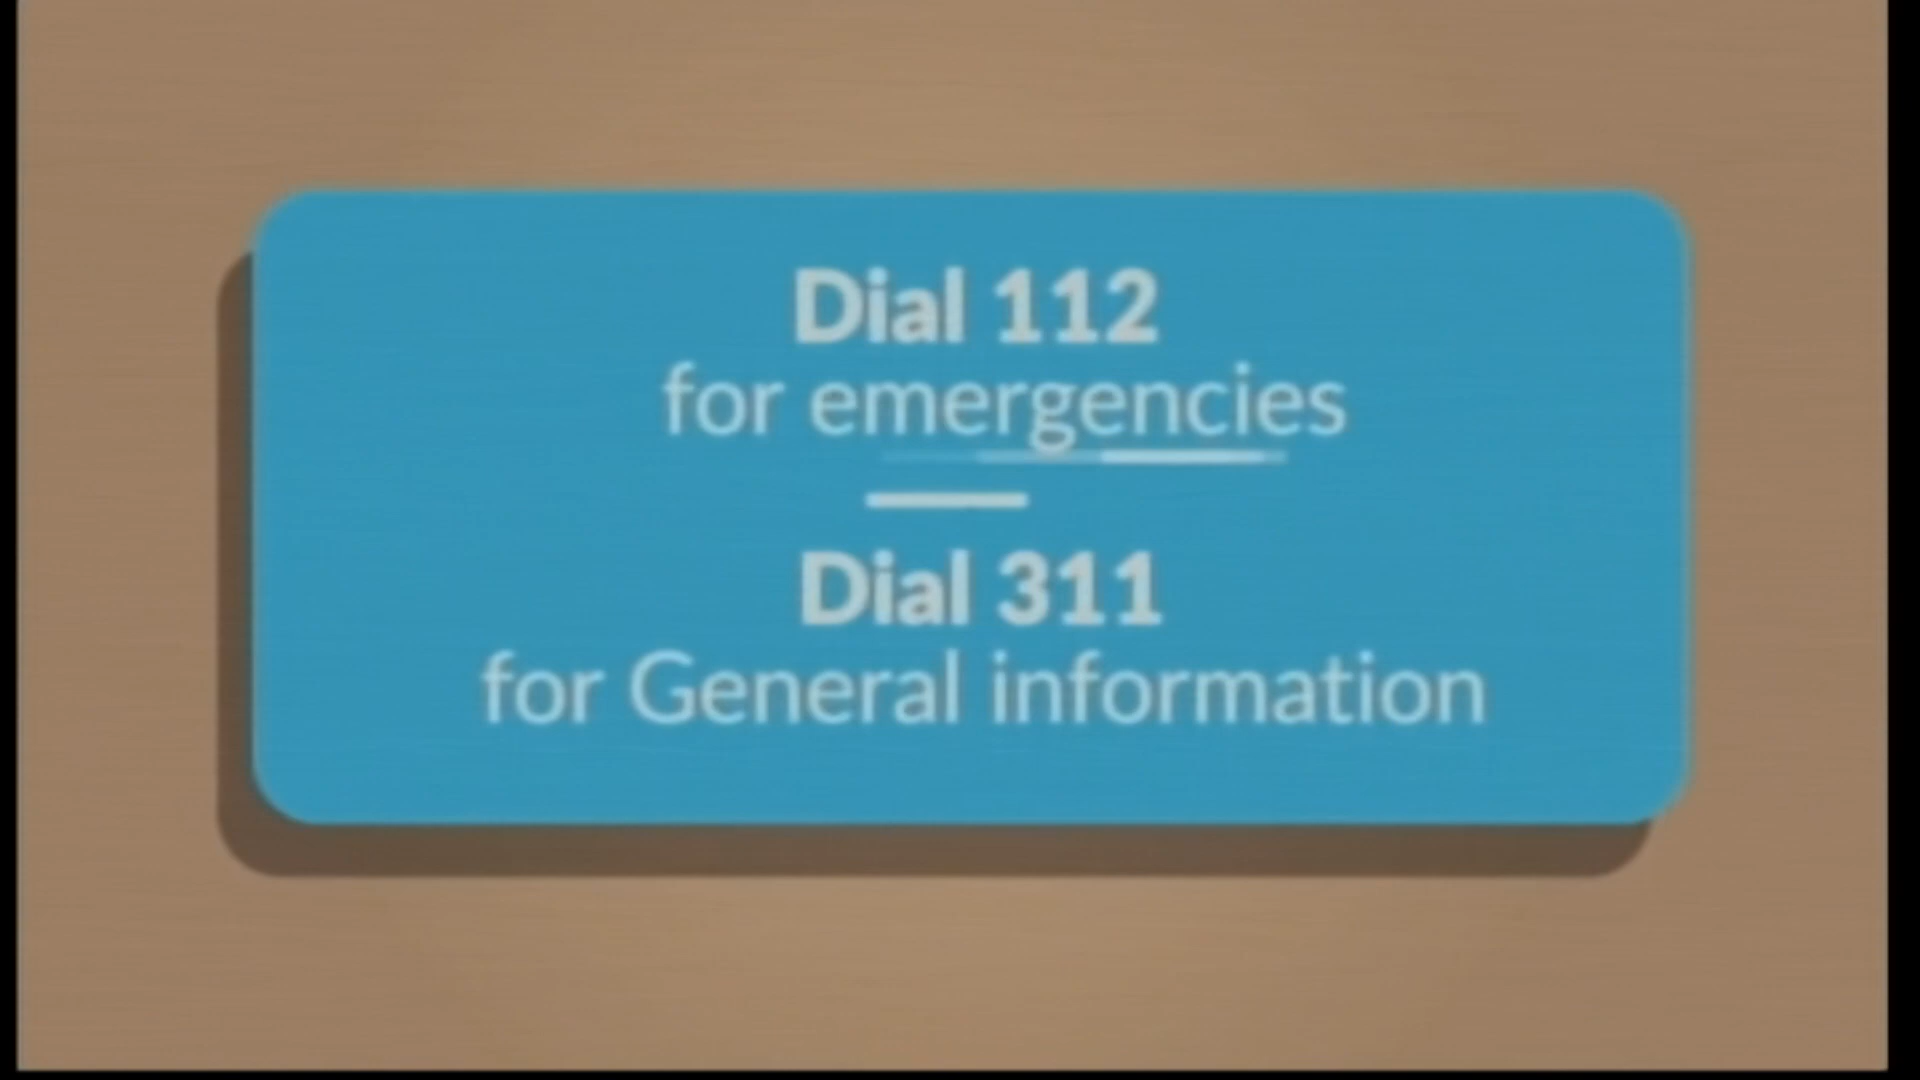 Dial 112
for emergencies
Dial 311
for General information